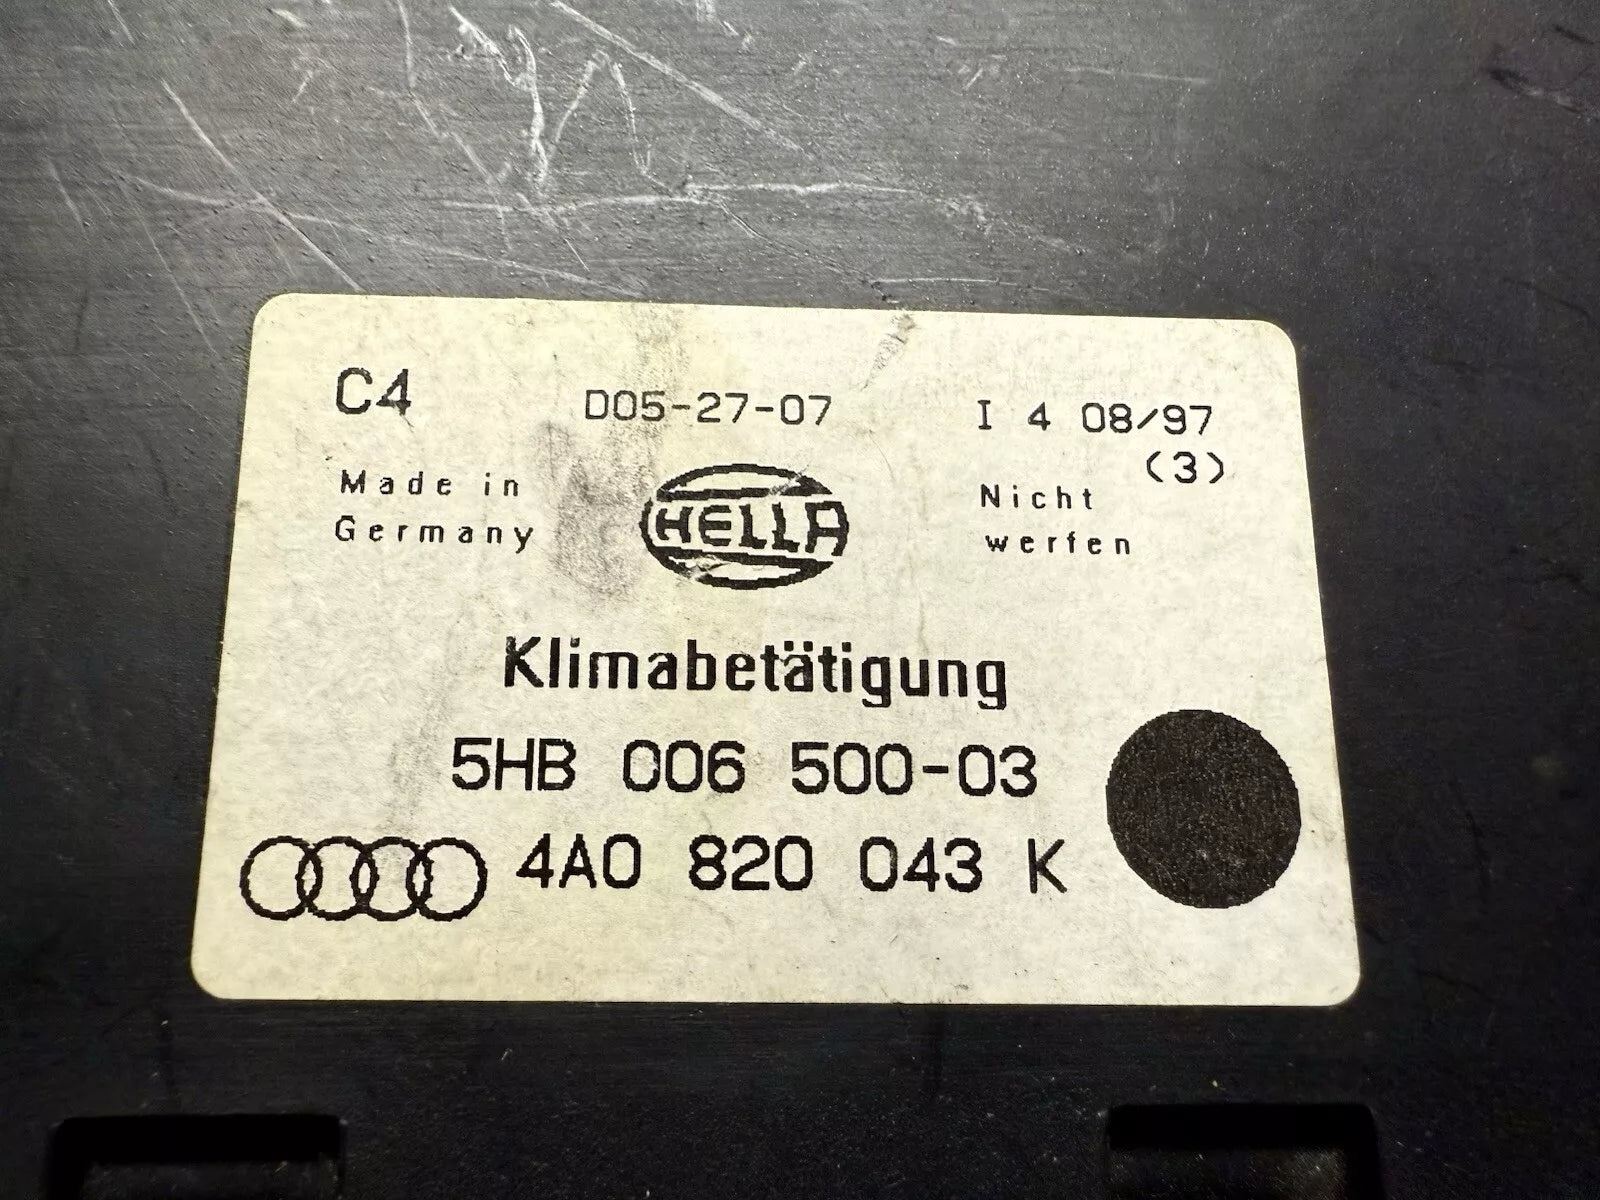 C4 D05-27-07 I 4 08/97
(3)
Made in
Germany
HELLA
Nicht
werfen
Klimabetätigung
5HB 006 500-03
4A0 820 043 K